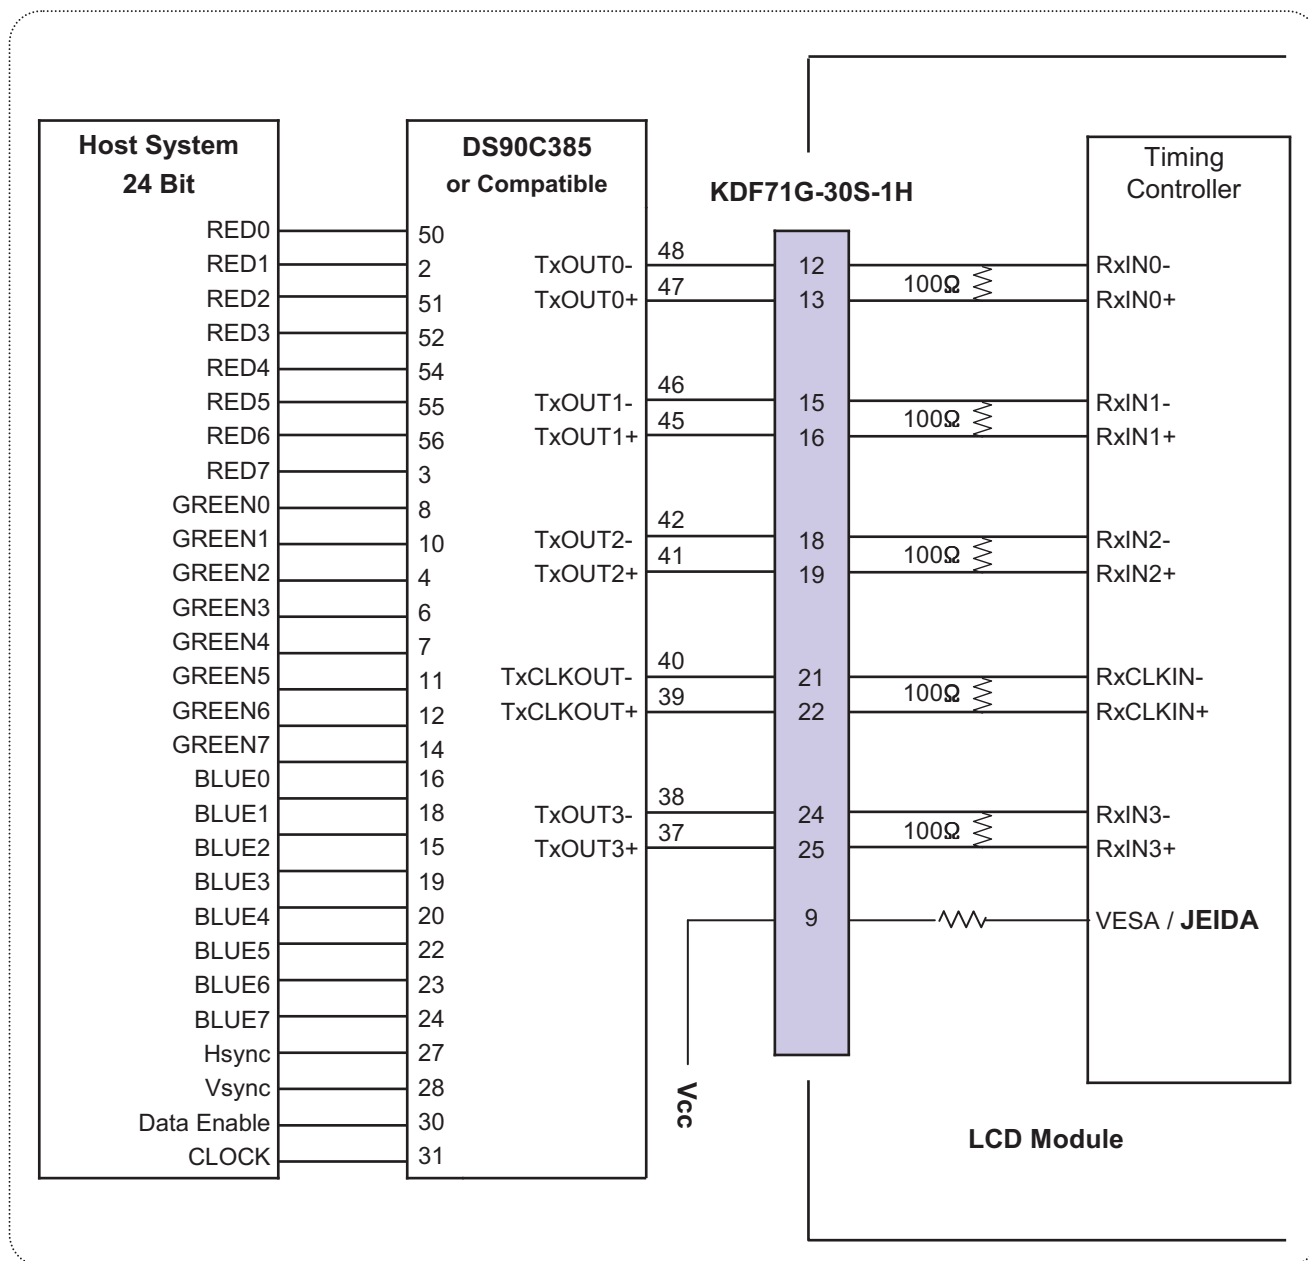 Host System
24 Bit
RED0
RED1
RED2
RED3
RED4
RED5
RED6
RED7
GREEN0
GREEN1
GREEN2
GREEN3
GREEN4
GREEN5
GREEN6
GREEN7
BLUE0
BLUE1
BLUE2
BLUE3
BLUE4
BLUE5
BLUE6
BLUE7
Hsync
Vsync
Data Enable
CLOCK
DS90C385
or Compatible
50
2
51
52
54
55
56
3
8
10
4
6
7
11
12
14
16
18
15
19
20
22
23
24
27
28
30
31
TxOUT0-
TxOUT0+
TxOUT1-
TxOUT1+
TxOUT2-
TxOUT2+
TxCLKOUT-
TxCLKOUT+
TxOUT3-
TxOUT3+
48
47
46
45
42
41
40
39
38
37
Vcc
KDF71G-30S-1H
12
13
15
16
18
19
21
22
24
25
9
100Ω
100Ω
100Ω
100Ω
100Ω
Timing
Controller
RxIN0-
RxIN0+
RxIN1-
RxIN1+
RxIN2-
RxIN2+
RxCLKIN-
RxCLKIN+
RxIN3-
RxIN3+
VESA / JEIDA
LCD Module